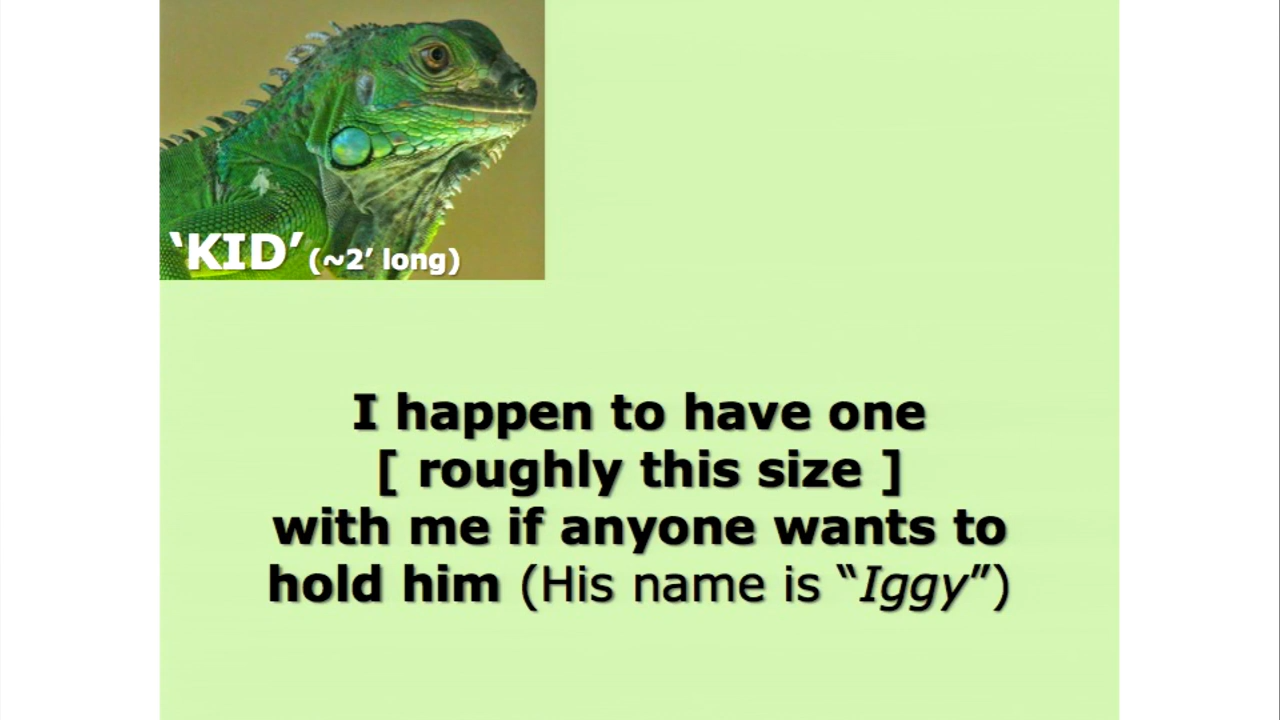 ‘KID’ (~2’ long)
I happen to have one
[ roughly this size ]
with me if anyone wants to
hold him (His name is “Iggy”)